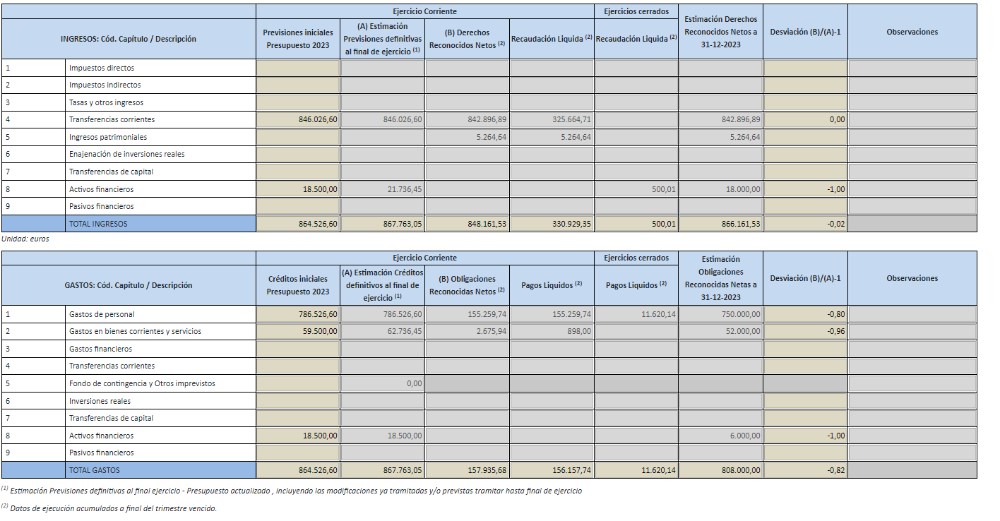 Ejercicio Corriente Ejercicios cerrados
INGRESOS: Cód. Capítulo / Descripción
Previsiones iniciales
Presupuesto 2023
(A) Estimación
Previsiones definitivas
al final de ejercicio (1)
(B) Derechos
Reconocidos Netos (2)
Recaudación Liquida (2)
Recaudación Liquida (2)
Estimación Derechos
Reconocidos Netos a
31-12-2023
Desviación (B)/(A)-1
Observaciones
1 Impuestos directos
2 Impuestos indirectos
3 Tasas y otros ingresos
4 Transferencias corrientes 846.026,60 846.026,60 842.896,89 325.664,71 842.896,89 0,00
5 Ingresos patrimoniales 5.264,64 5.264,64 5.264,64
6 Enajenación de inversiones reales
7 Transferencias de capital
8 Activos financieros 18.500,00 21.736,45 500,01 18.000,00 -1,00
9 Pasivos financieros
TOTAL INGRESOS 864.526,60 867.763,05 848.161,53 330.929,35 500,01 866.161,53 -0,02
Unidad: euros
Ejercicio Corriente Ejercicios cerrados
GASTOS: Cód. Capítulo / Descripción
Créditos iniciales
Presupuesto 2023
(A) Estimación Créditos
definitivos al final de
ejercicio (1)
(B) Obligaciones
Reconocidas Netos (2)
Pagos Liquidos (2)
Pagos Liquidos (2)
Estimación
Obligaciones
Reconocidas Netas a
31-12-2023
Desviación (B)/(A)-1
Observaciones
1 Gastos de personal 786.526,60 786.526,60 155.259,74 155.259,74 11.620,14 750.000,00 -0,80
2 Gastos en bienes corrientes y servicios 59.500,00 62.736,45 2.675,94 898,00 52.000,00 -0,96
3 Gastos financieros
4 Transferencias corrientes
5 Fondo de contingencia y Otros imprevistos 0,00
6 Inversiones reales
7 Transferencias de capital
8 Activos financieros 18.500,00 18.500,00 6.000,00 -1,00
9 Pasivos financieros
TOTAL GASTOS 864.526,60 867.763,05 157.935,68 156.157,74 11.620,14 808.000,00 -0,82
(1) Estimación Previsiones definitivas al final ejercicio - Presupuesto actualizado , incluyendo las modificaciones ya tramitadas y/o previstas tramitar hasta final de ejercicio
(2) Datos de ejecución acumulados a final del trimestre vencido.